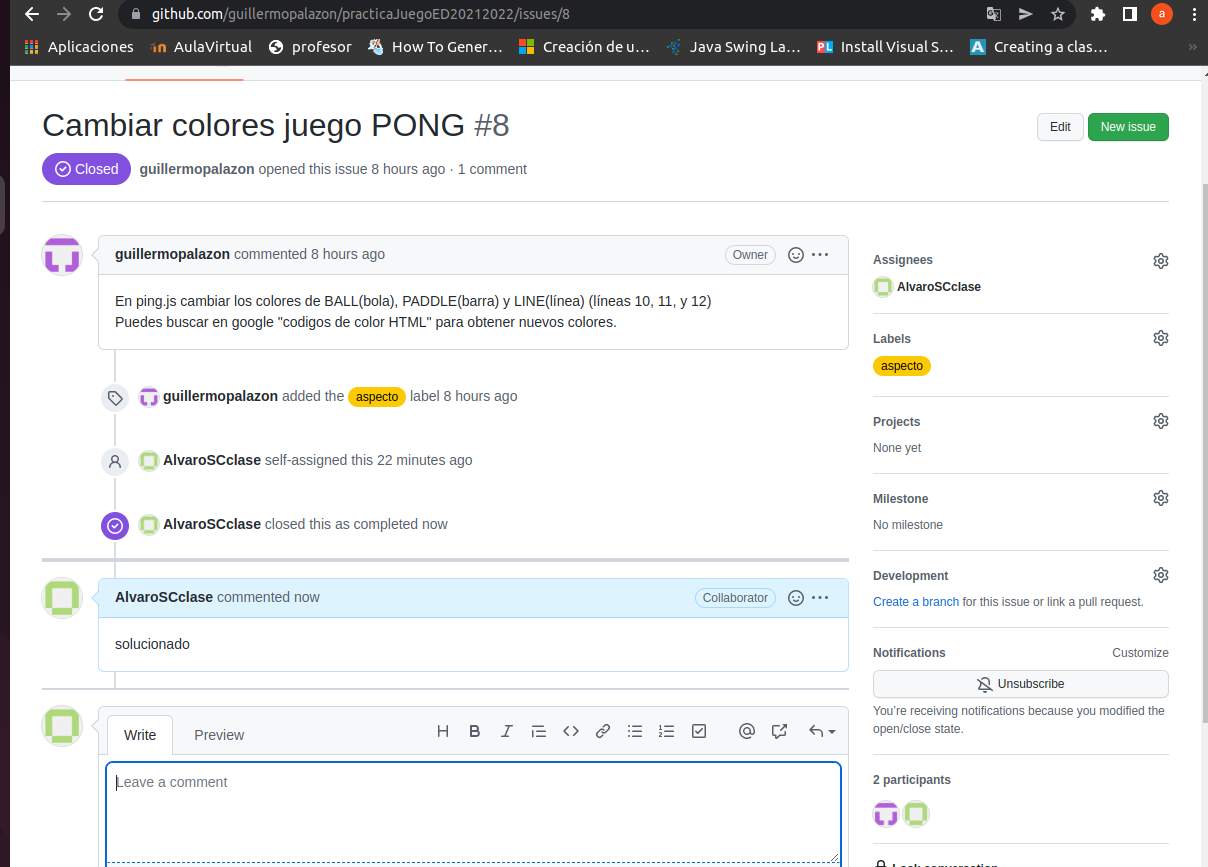 github.com/guillermopalazon/practicaJuegoED20212022/issues/8
a
Aplicaciones AulaVirtual profesor How To Gener… Creación de u… Java Swing La… PL Install Visual S… A Creating a clas… »
Cambiar colores juego PONG #8
Edit New issue
Closed guillermopalazon opened this issue 8 hours ago · 1 comment
guillermopalazon commented 8 hours ago Owner
En ping.js cambiar los colores de BALL(bola), PADDLE(barra) y LINE(línea) (líneas 10, 11, y 12)
Puedes buscar en google "codigos de color HTML" para obtener nuevos colores.
guillermopalazon added the aspecto label 8 hours ago
AlvaroSCclase self-assigned this 22 minutes ago
AlvaroSCclase closed this as completed now
AlvaroSCclase commented now Collaborator
solucionado
Write Preview
Leave a comment
Assignees
AlvaroSCclase
Labels
aspecto
Projects
None yet
Milestone
No milestone
Development
Create a branch for this issue or link a pull request.
Notifications Customize
Unsubscribe
You're receiving notifications because you modified the
open/close state.
2 participants
Lock conversation